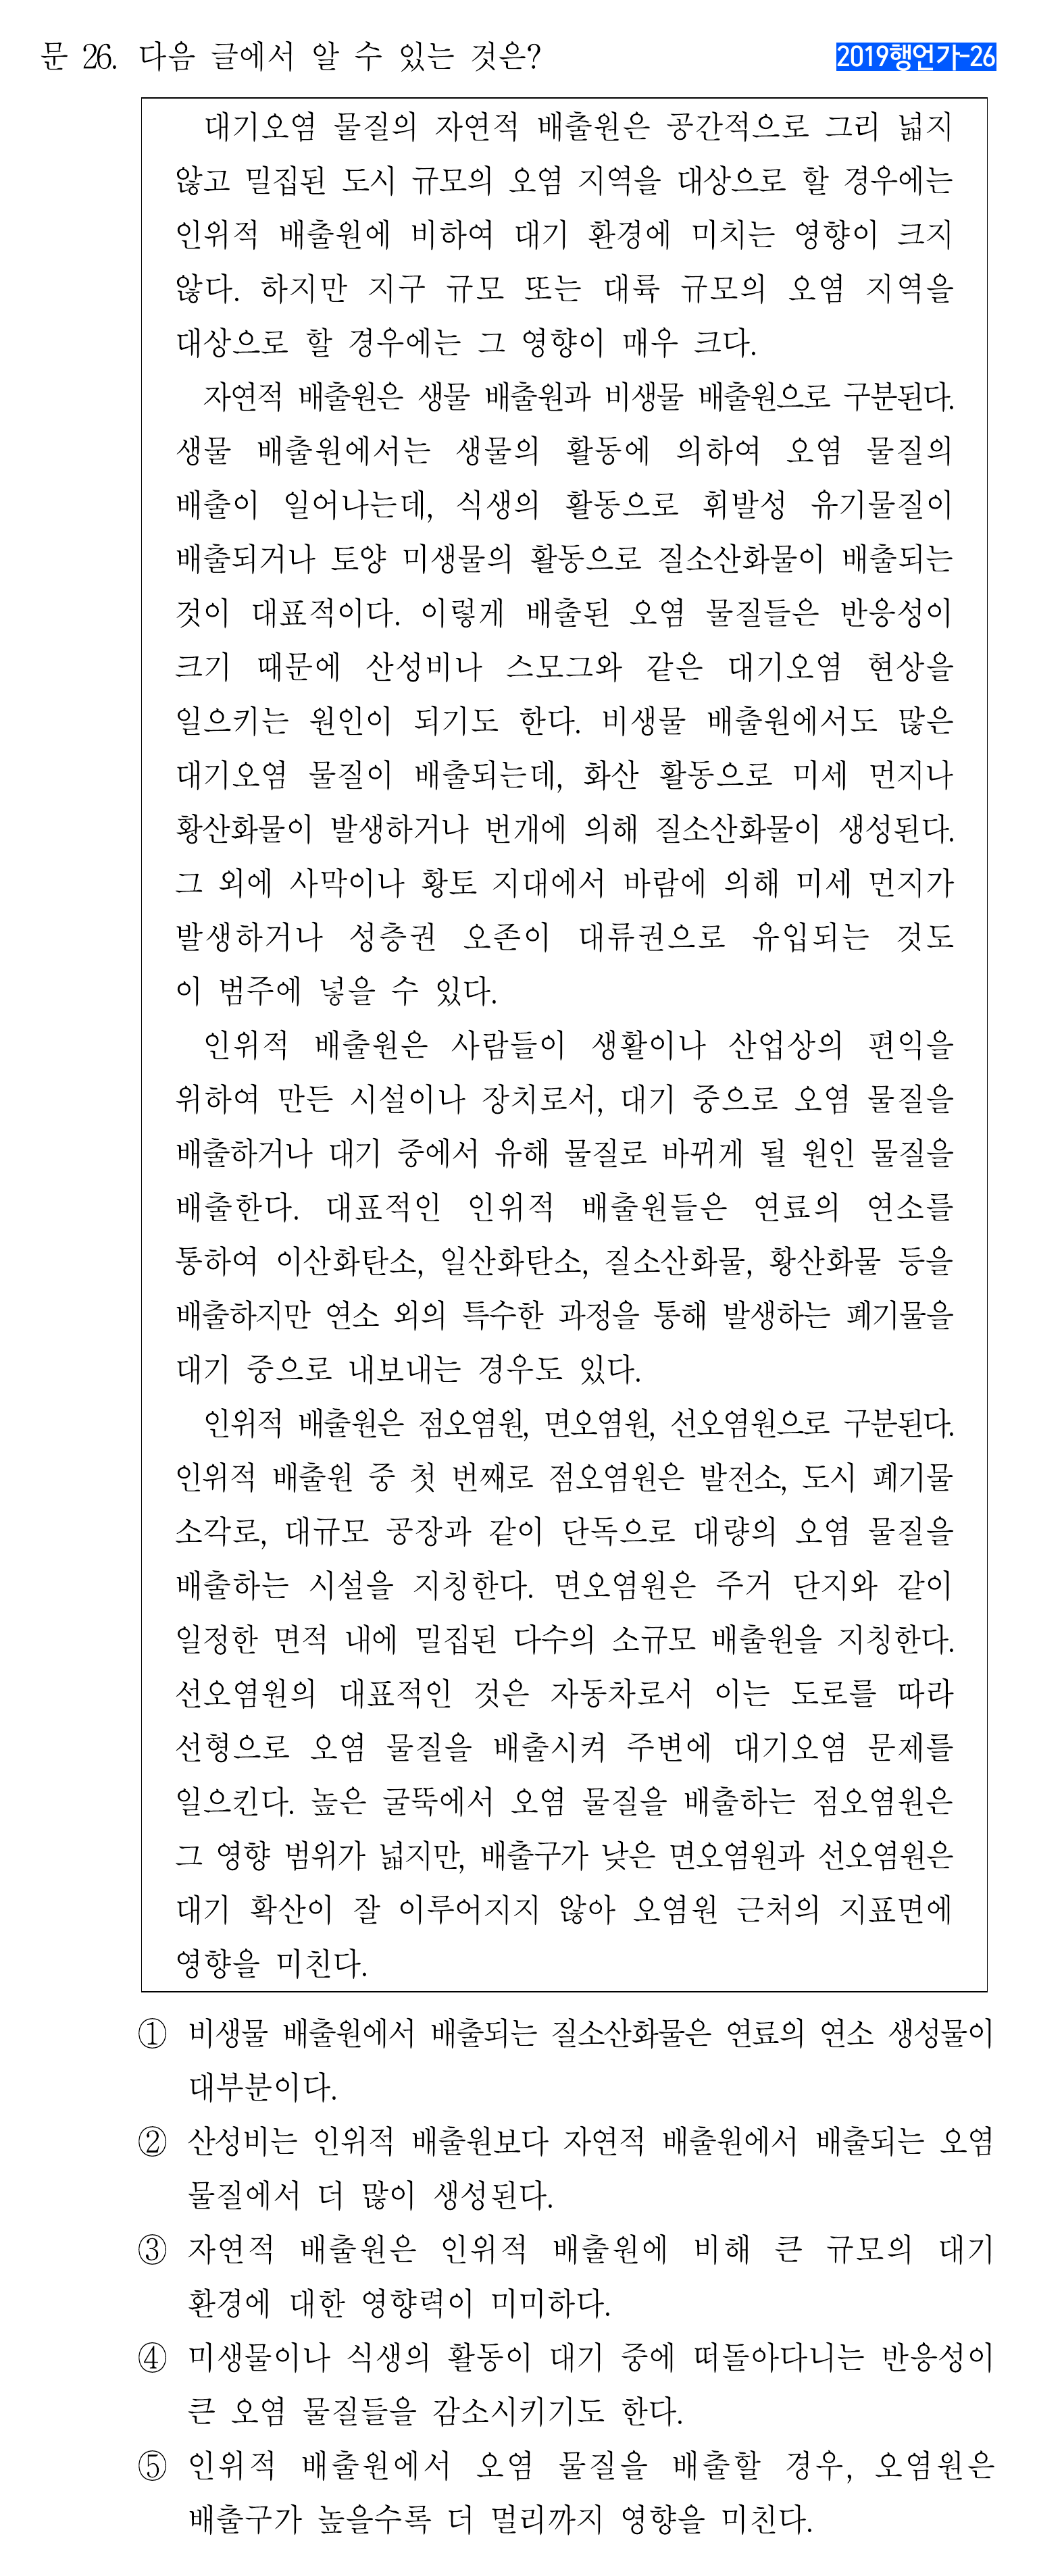 문 26. 다음 글에서 알 수 있는 것은?
2019행언가-26
대기오염 물질의 자연적 배출원은 공간적으로 그리 넓지
않고 밀집된 도시 규모의 오염 지역을 대상으로 할 경우에는
인위적 배출원에 비하여 대기 환경에 미치는 영향이 크지
않다. 하지만 지구 규모 또는 대륙 규모의 오염 지역을
대상으로 할 경우에는 그 영향이 매우 크다.
자연적 배출원은 생물 배출원과 비생물 배출원으로 구분된다.
생물 배출원에서는 생물의 활동에 의하여 오염 물질의
배출이 일어나는데, 식생의 활동으로 휘발성 유기물질이
배출되거나 토양 미생물의 활동으로 질소산화물이 배출되는
것이 대표적이다. 이렇게 배출된 오염 물질들은 반응성이
크기 때문에 산성비나 스모그와 같은 대기오염 현상을
일으키는 원인이 되기도 한다. 비생물 배출원에서도 많은
대기오염 물질이 배출되는데, 화산 활동으로 미세 먼지나
황산화물이 발생하거나 번개에 의해 질소산화물이 생성된다.
그 외에 사막이나 황토 지대에서 바람에 의해 미세 먼지가
발생하거나 성층권 오존이 대류권으로 유입되는 것도
이 범주에 넣을 수 있다.
인위적 배출원은 사람들이 생활이나 산업상의 편익을
위하여 만든 시설이나 장치로서, 대기 중으로 오염 물질을
배출하거나 대기 중에서 유해 물질로 바뀌게 될 원인 물질을
배출한다. 대표적인 인위적 배출원들은 연료의 연소를
통하여 이산화탄소, 일산화탄소, 질소산화물, 황산화물 등을
배출하지만 연소 외의 특수한 과정을 통해 발생하는 폐기물을
대기 중으로 내보내는 경우도 있다.
인위적 배출원은 점오염원, 면오염원, 선오염원으로 구분된다.
인위적 배출원 중 첫 번째로 점오염원은 발전소, 도시 폐기물
소각로, 대규모 공장과 같이 단독으로 대량의 오염 물질을
배출하는 시설을 지칭한다. 면오염원은 주거 단지와 같이
일정한 면적 내에 밀집된 다수의 소규모 배출원을 지칭한다.
선오염원의 대표적인 것은 자동차로서 이는 도로를 따라
선형으로 오염 물질을 배출시켜 주변에 대기오염 문제를
일으킨다. 높은 굴뚝에서 오염 물질을 배출하는 점오염원은
그 영향 범위가 넓지만, 배출구가 낮은 면오염원과 선오염원은
대기 확산이 잘 이루어지지 않아 오염원 근처의 지표면에
영향을 미친다.
① 비생물 배출원에서 배출되는 질소산화물은 연료의 연소 생성물이
대부분이다.
② 산성비는 인위적 배출원보다 자연적 배출원에서 배출되는 오염
물질에서 더 많이 생성된다.
③ 자연적 배출원은 인위적 배출원에 비해 큰 규모의 대기
환경에 대한 영향력이 미미하다.
④ 미생물이나 식생의 활동이 대기 중에 떠돌아다니는 반응성이
큰 오염 물질들을 감소시키기도 한다.
⑤ 인위적 배출원에서 오염 물질을 배출할 경우, 오염원은
배출구가 높을수록 더 멀리까지 영향을 미친다.